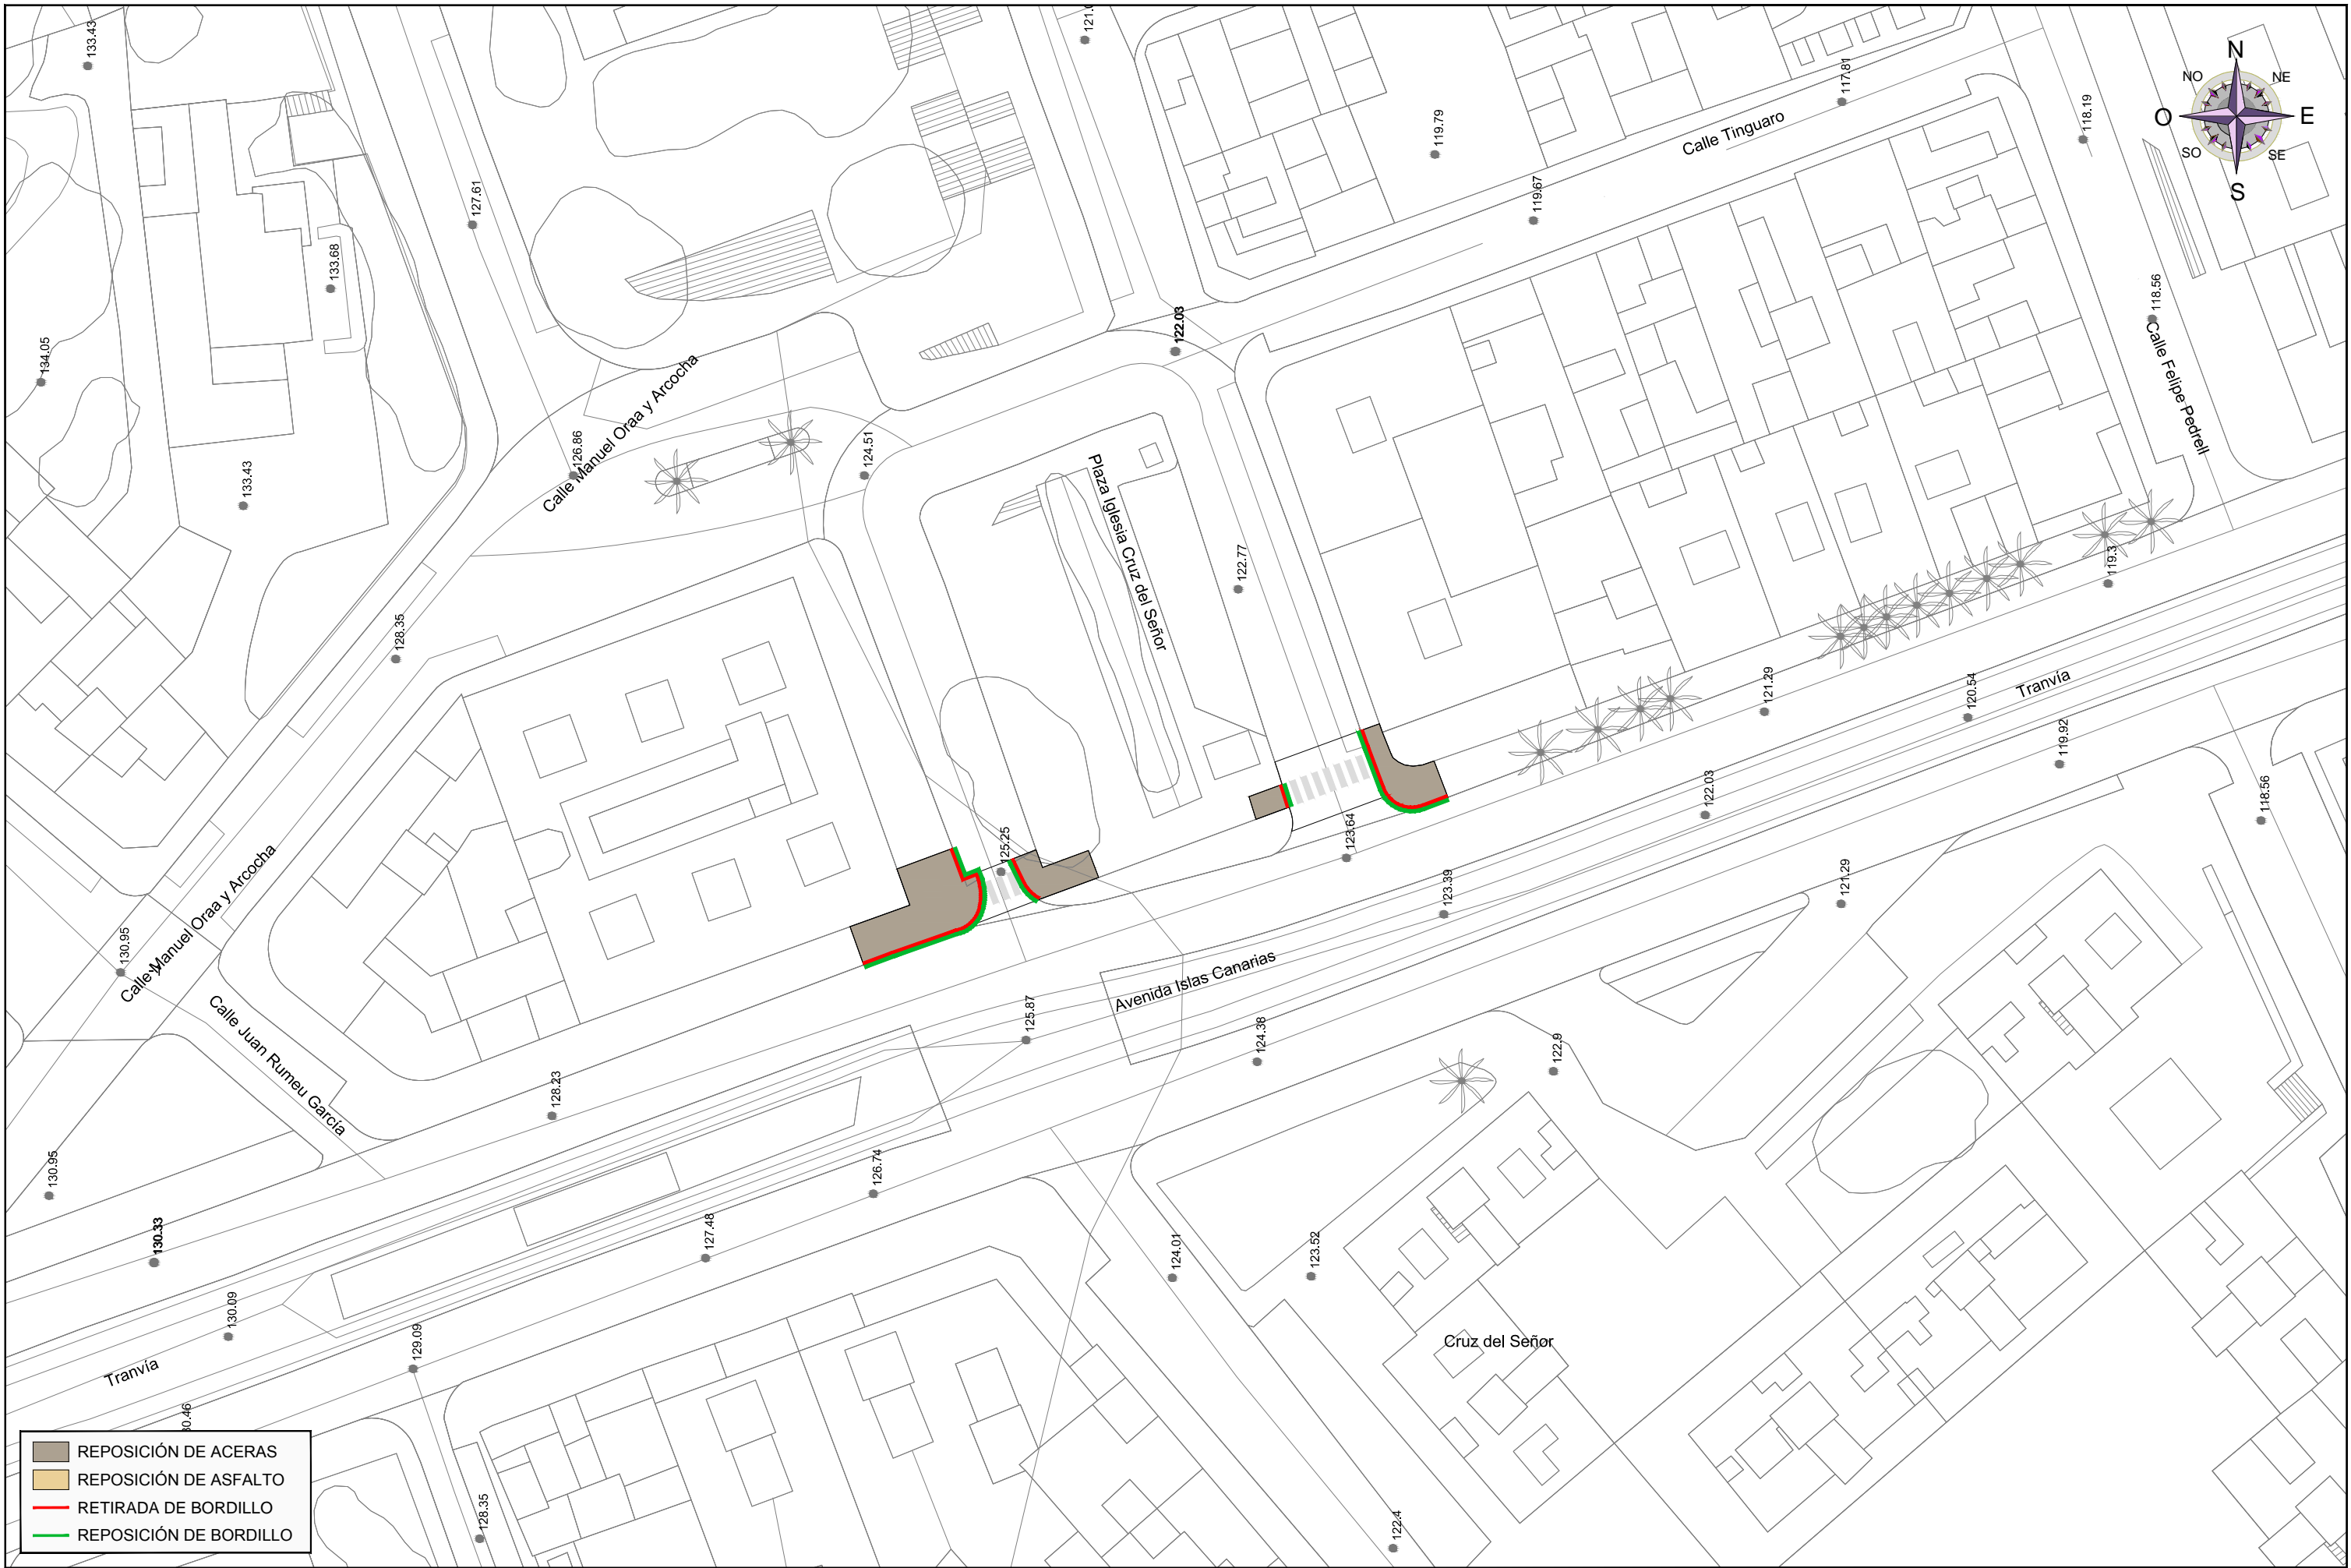 133.43
121.0
N
NO
NE
O
E
SO
SE
S
117.81
118.19
119.79
Calle Tinguaro
127.61
119.67
133.68
118.56
122.03
134.05
Calle Felipe Pedrell
Calle Manuel Oraa y Arcocha
126.86
124.51
133.43
Plaza Iglesia Cruz del Señor
122.77
119.3
128.35
121.29
120.54
Tranvía
119.92
122.03
118.56
123.64
125.25
123.39
121.29
Calle Manuel Oraa y Arcocha
130.95
Avenida Islas Canarias
125.87
124.38
122.9
Calle Juan Rumeu García
128.23
130.95
126.74
130.33
127.48
124.01
123.52
130.09
129.09
Cruz del Señor
Tranvía
30.46
128.35
122.4
REPOSICIÓN DE ACERAS
REPOSICIÓN DE ASFALTO
RETIRADA DE BORDILLO
REPOSICIÓN DE BORDILLO